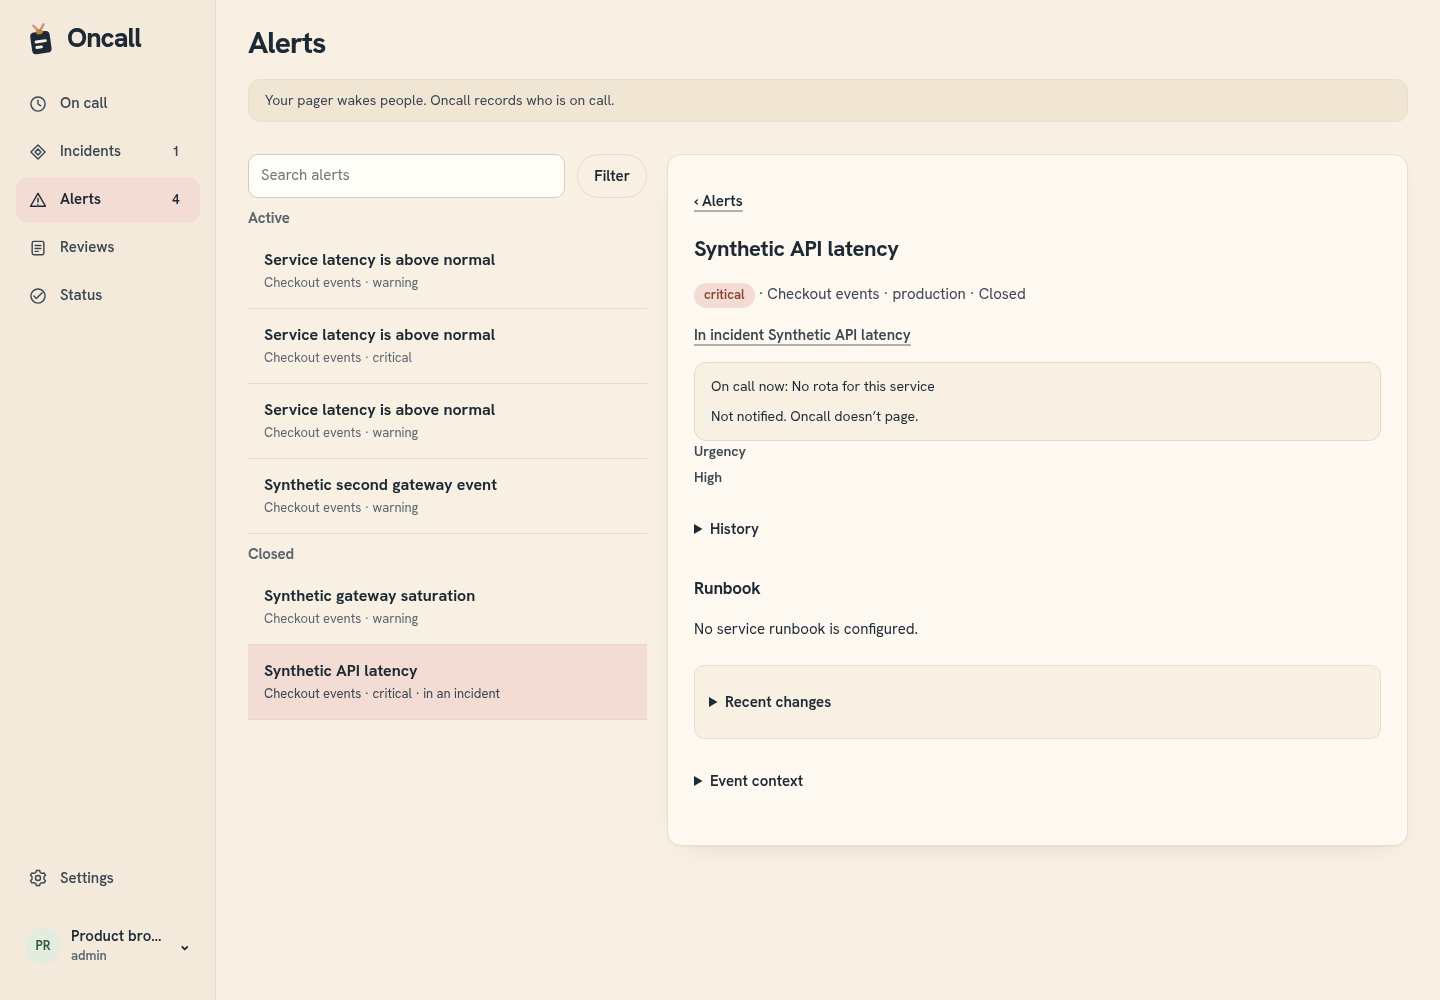 Oncall
On call
Incidents 1
Alerts 4
Reviews
Status
Settings
PR
Product bro...
admin
Alerts
Your pager wakes people. Oncall records who is on call.
Search alerts
Filter
Active
Service latency is above normal
Checkout events · warning
Service latency is above normal
Checkout events · critical
Service latency is above normal
Checkout events · warning
Synthetic second gateway event
Checkout events · warning
Closed
Synthetic gateway saturation
Checkout events · warning
Synthetic API latency
Checkout events · critical · in an incident
‹ Alerts
Synthetic API latency
critical · Checkout events · production · Closed
In incident Synthetic API latency
On call now: No rota for this service
Not notified. Oncall doesn’t page.
Urgency
High
History
Runbook
No service runbook is configured.
Recent changes
Event context